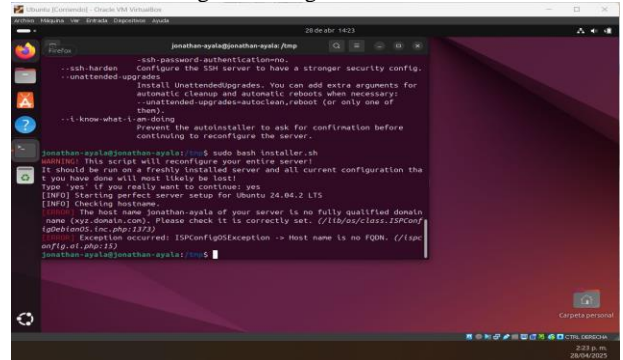 Ubuntu [Corriendo] - Oracle VM VirtualBox
Archivo Máquina Ver Entrada Dispositivos Ayuda
28 de abr 14:23
Firefox
jonathan-ayala@jonathan-ayala: /tmp
-ssh-password-authentication=no.
--ssh-harden Configure the SSH server to have a stronger security config.
--unattended-upgrades
Install UnattendedUpgrades. You can add extra arguments for
automatic cleanup and automatic reboots when necessary:
--unattended-upgrades=autoclean,reboot (or only one of
them).
--i-know-what-i-am-doing
Prevent the autoinstaller to ask for confirmation before
continuing to reconfigure the server.
jonathan-ayala@jonathan-ayala:/tmp$ sudo bash installer.sh
WARNING! This script will reconfigure your entire server!
It should be run on a freshly installed server and all current configuration tha
t you have done will most likely be lost!
Type 'yes' if you really want to continue: yes
[INFO] Starting perfect server setup for Ubuntu 24.04.2 LTS
[INFO] Checking hostname.
[ERROR] The host name jonathan-ayala of your server is no fully qualified domain
name (xyz.domain.com). Please check it is correctly set. (/lib/os/class.ISPConf
igDebianOS.inc.php:1373)
[ERROR] Exception occurred: ISPConfigOSException -> Host name is no FQDN. (/ispc
onfig.ai.php:15)
jonathan-ayala@jonathan-ayala:/tmp$
Carpeta personal
CTRL DERECHA
2:23 p. m.
28/04/2025